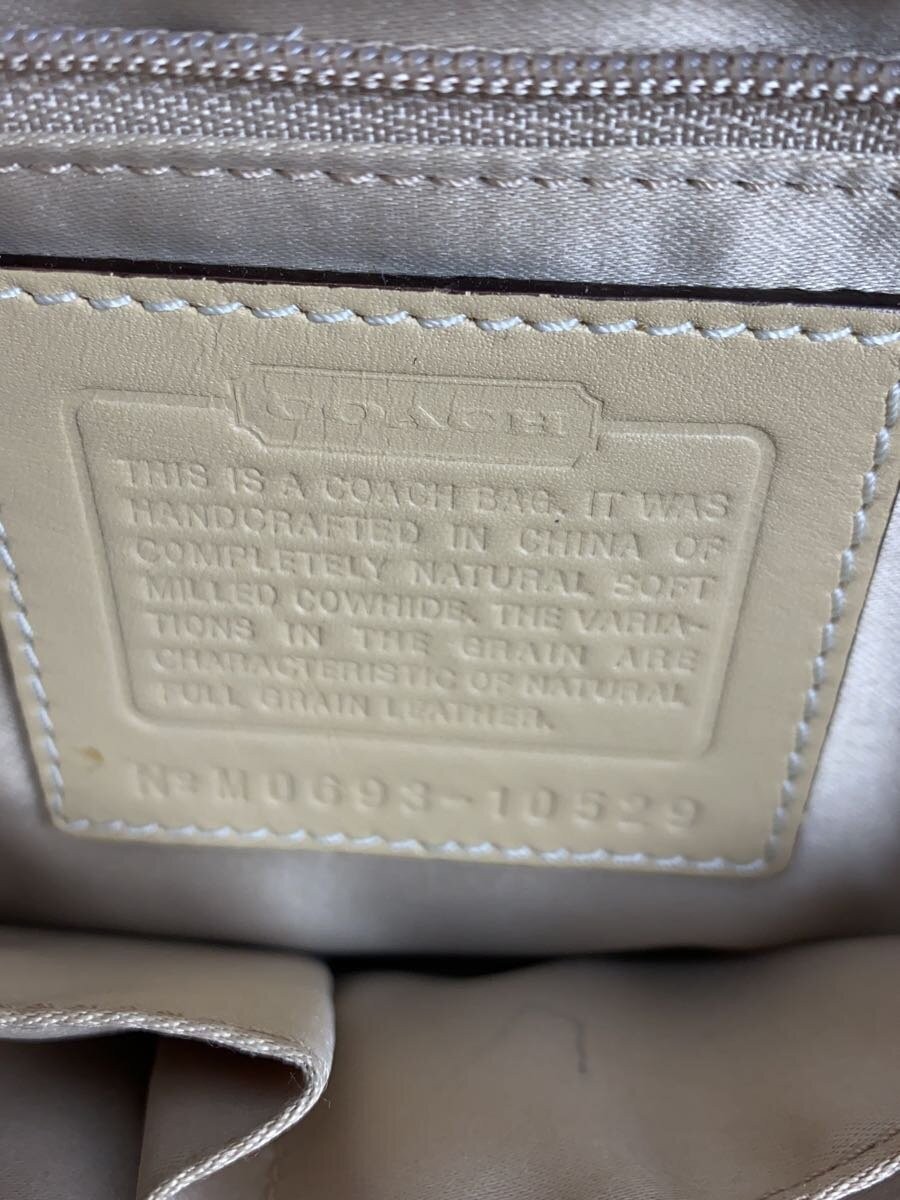 COACH
THIS IS A COACH BAG. IT WAS
HANDCRAFTED IN CHINA OF
COMPLETELY NATURAL SOFT
MILLED COWHIDE. THE VARIA-
TIONS IN THE GRAIN ARE
CHARACTERISTIC OF NATURAL
FULL GRAIN LEATHER.
Nº M0693-10529